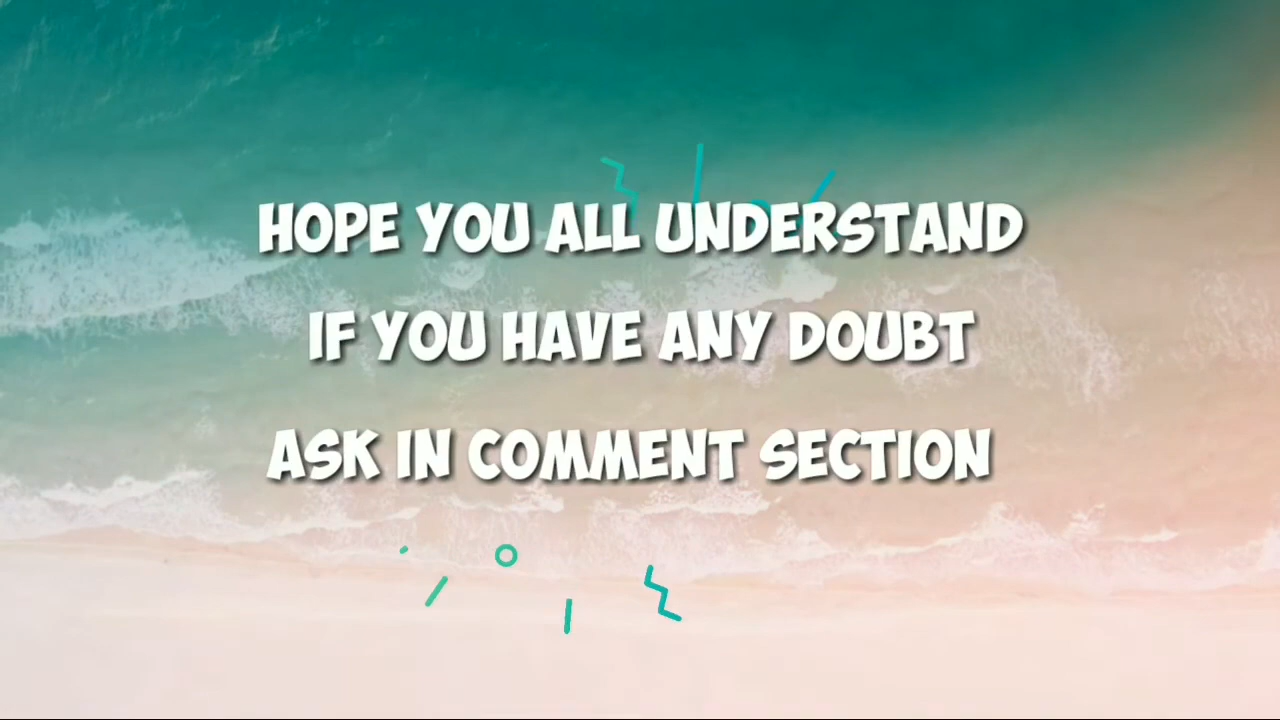 HOPE YOU ALL UNDERSTAND
IF YOU HAVE ANY DOUBT
ASK IN COMMENT SECTION